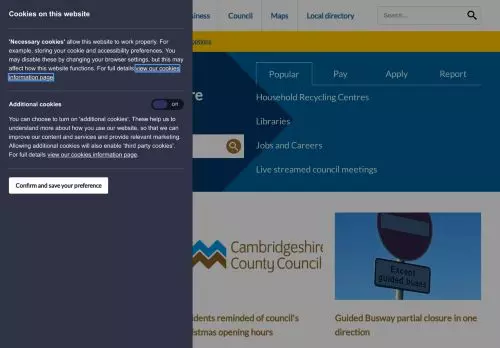 Cookies on this website
'Necessary cookies' allow this website to work properly. For
example, storing your cookie and accessibility preferences. You
may disable these by changing your browser settings, but this may
affect how this website functions. For full details view our cookies
information page.
Additional cookies
off
You can choose to turn on 'additional cookies'. These help us to
understand more about how you use our website, so that we can
improve our content and services and provide relevant marketing.
Allowing additional cookies will also enable 'third party cookies'.
For full details view our cookies information page.
Confirm and save your preference
siness
Council
Maps
Local directory
Search...
options
re
Popular
Pay
Apply
Report
Household Recycling Centres
Libraries
Jobs and Careers
Live streamed council meetings
Cambridgeshire
County Council
idents reminded of council's
istmas opening hours
Except
guided buses
Guided Busway partial closure in one
direction